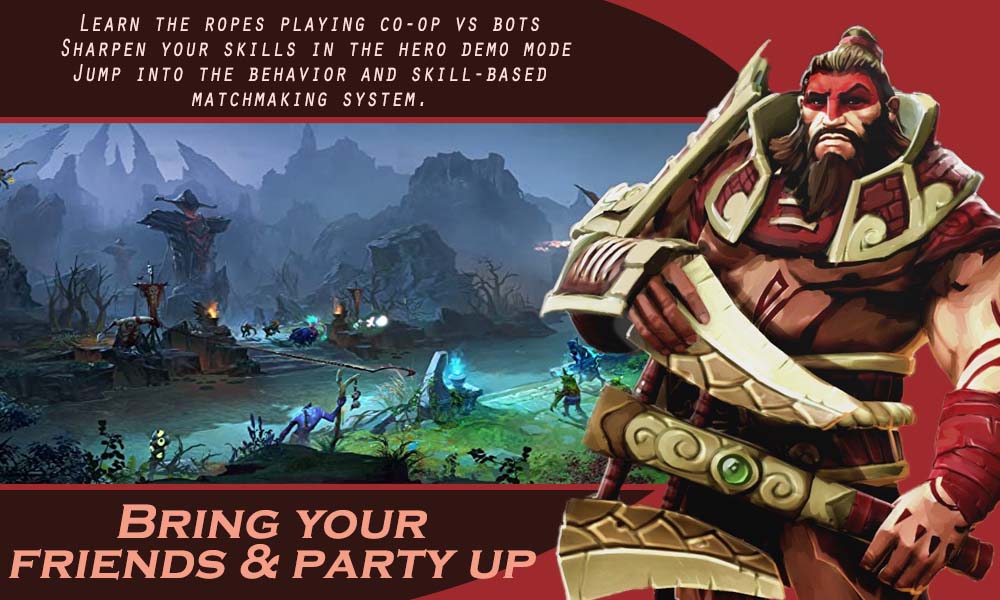 Learn the ropes playing co-op vs bots
Sharpen your skills in the hero demo mode
Jump into the behavior and skill-based
matchmaking system.
Bring your
friends & party up